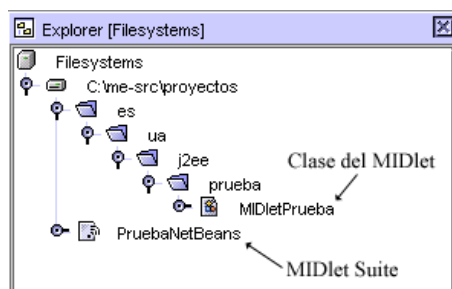 Explorer [Filesystems]
Filesystems
C:\me-src\proyectos
es
ua
j2ee
Clase del MIDlet
prueba
MIDletPrueba
PruebaNetBeans
MIDlet Suite